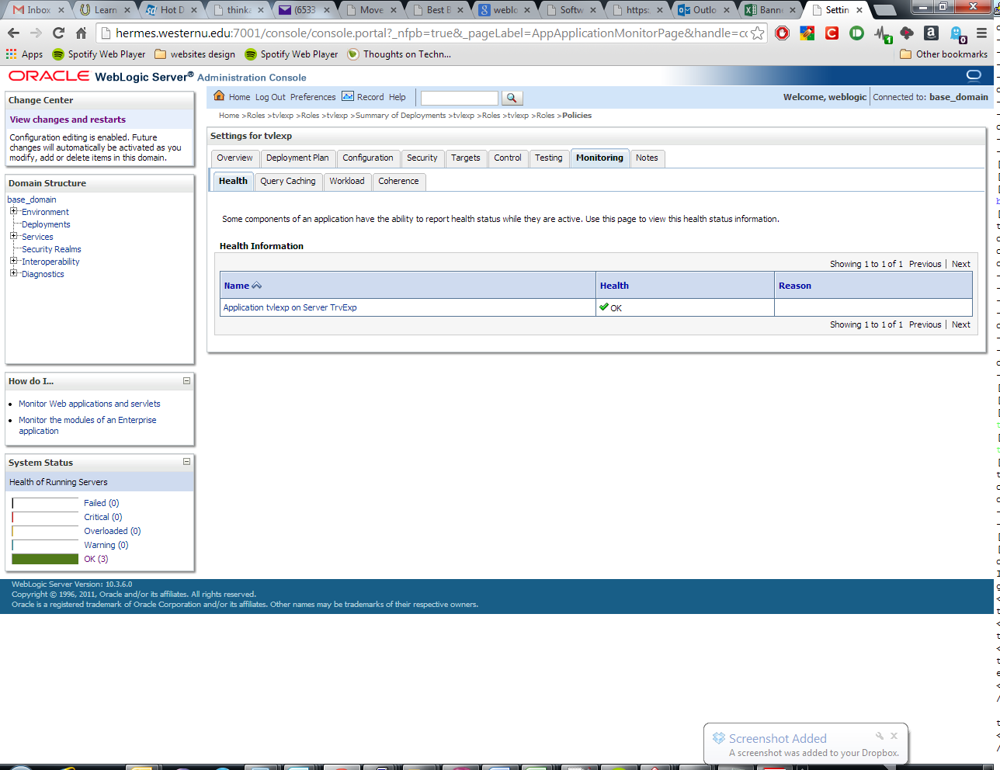 Inbox
Learn
Hot D
thinka
(6533
Move
Best B
weblo
Softw
https:
Outlo
Bann
Settin
hermes.westernu.edu:7001/console/console.portal?_nfpb=true&_pageLabel=AppApplicationMonitorPage&handle=cc
Apps
Spotify Web Player
websites design
Spotify Web Player
Thoughts on Techn...
Other bookmarks
ORACLE WebLogic Server® Administration Console
Change Center
View changes and restarts
Configuration editing is enabled. Future
changes will automatically be activated as you
modify, add or delete items in this domain.
Domain Structure
base_domain
Environment
Deployments
Services
Security Realms
Interoperability
Diagnostics
How do I...
Monitor Web applications and servlets
Monitor the modules of an Enterprise
application
System Status
Health of Running Servers
Failed (0)
Critical (0)
Overloaded (0)
Warning (0)
OK (3)
Home Log Out Preferences Record Help
Welcome, weblogic Connected to: base_domain
Home >Roles >tvlexp >Roles >tvlexp >Summary of Deployments >tvlexp >Roles >tvlexp >Roles >Policies
Settings for tvlexp
Overview Deployment Plan Configuration Security Targets Control Testing Monitoring Notes
Health Query Caching Workload Coherence
Some components of an application have the ability to report health status while they are active. Use this page to view this health status information.
Health Information
Showing 1 to 1 of 1 Previous | Next
Name Health Reason
Application tvlexp on Server TrvExp OK
Showing 1 to 1 of 1 Previous | Next
WebLogic Server Version: 10.3.6.0
Copyright © 1996, 2011, Oracle and/or its affiliates. All rights reserved.
Oracle is a registered trademark of Oracle Corporation and/or its affiliates. Other names may be trademarks of their respective owners.
Screenshot Added
A screenshot was added to your Dropbox.